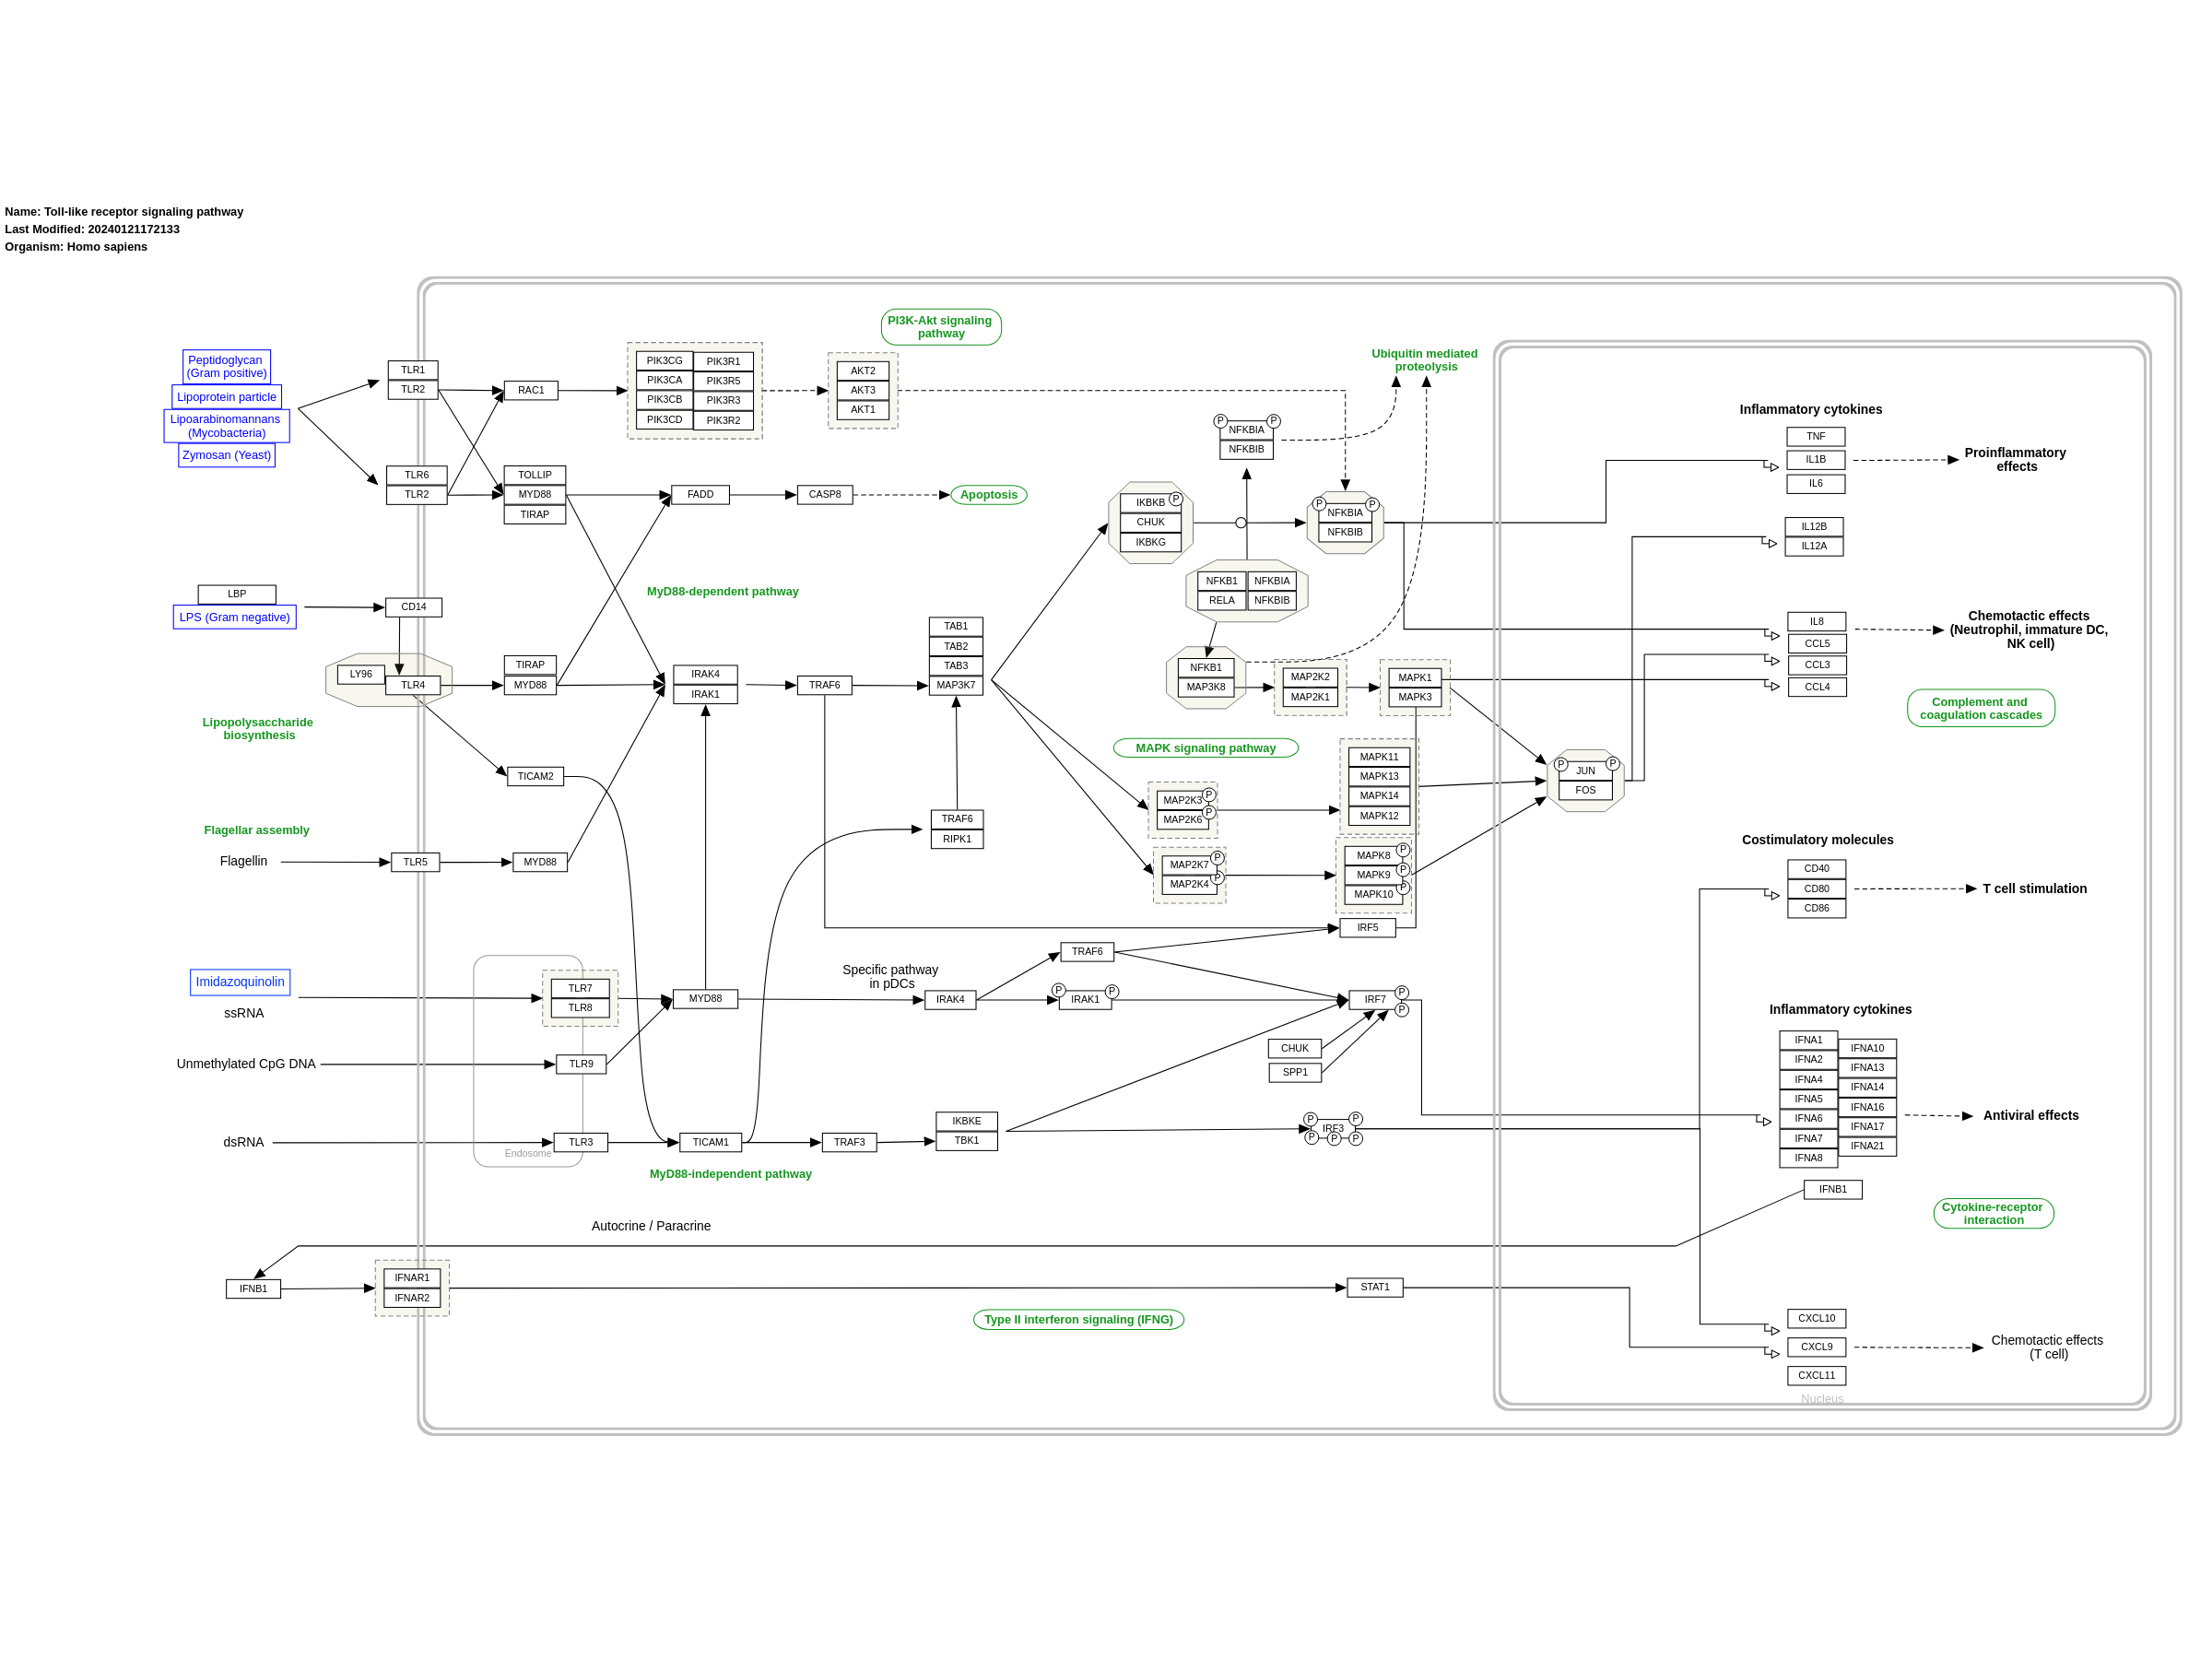 Name: Toll-like receptor signaling pathway
Last Modified: 20240121172133
Organism: Homo sapiens
PI3K-Akt signaling
pathway
Peptidoglycan
(Gram positive)
Lipoprotein particle
Lipoarabinomannans
(Mycobacteria)
Zymosan (Yeast)
TLR1
TLR2
RAC1
PIK3CG
PIK3CA
PIK3CB
PIK3CD
PIK3R1
PIK3R5
PIK3R3
PIK3R2
AKT2
AKT3
AKT1
Ubiquitin mediated
proteolysis
TLR6
TLR2
TOLLIP
MYD88
TIRAP
FADD
CASP8
Apoptosis
P
P
NFKBIA
NFKBIB
IKBKB
P
CHUK
IKBKG
P
P
NFKBIA
NFKBIB
NFKB1
RELA
NFKBIA
NFKBIB
Inflammatory cytokines
TNF
IL1B
IL6
Proinflammatory
effects
IL12B
IL12A
LBP
LPS (Gram negative)
CD14
MyD88-dependent pathway
LY96
TLR4
TIRAP
MYD88
IRAK4
IRAK1
TRAF6
TAB1
TAB2
TAB3
MAP3K7
NFKB1
MAP3K8
MAP2K2
MAP2K1
MAPK1
MAPK3
IL8
CCL5
CCL3
CCL4
Chemotactic effects
(Neutrophil, immature DC,
NK cell)
Complement and
coagulation cascades
Lipopolysaccharide
biosynthesis
TICAM2
MAPK signaling pathway
MAPK11
MAPK13
MAPK14
MAPK12
MAP2K3
P
MAP2K6
P
P
P
JUN
FOS
Flagellar assembly
Flagellin
TLR5
MYD88
TRAF6
RIPK1
MAP2K7
P
MAP2K4
P
MAPK8
P
MAPK9
P
MAPK10
P
IRF5
Costimulatory molecules
CD40
CD80
CD86
T cell stimulation
Imidazoquinolin
ssRNA
TLR7
TLR8
MYD88
Specific pathway
in pDCs
IRAK4
TRAF6
P
P
IRAK1
IRF7
P
P
CHUK
SPP1
Unmethylated CpG DNA
TLR9
Inflammatory cytokines
IFNA1
IFNA2
IFNA4
IFNA5
IFNA6
IFNA7
IFNA8
IFNA10
IFNA13
IFNA14
IFNA16
IFNA17
IFNA21
Antiviral effects
dsRNA
TLR3
Endosome
TICAM1
TRAF3
IKBKE
TBK1
P
P
IRF3
P
P
P
MyD88-independent pathway
IFNB1
Cytokine-receptor
interaction
Autocrine / Paracrine
IFNB1
IFNAR1
IFNAR2
STAT1
Type II interferon signaling (IFNG)
CXCL10
CXCL9
CXCL11
Chemotactic effects
(T cell)
Nucleus